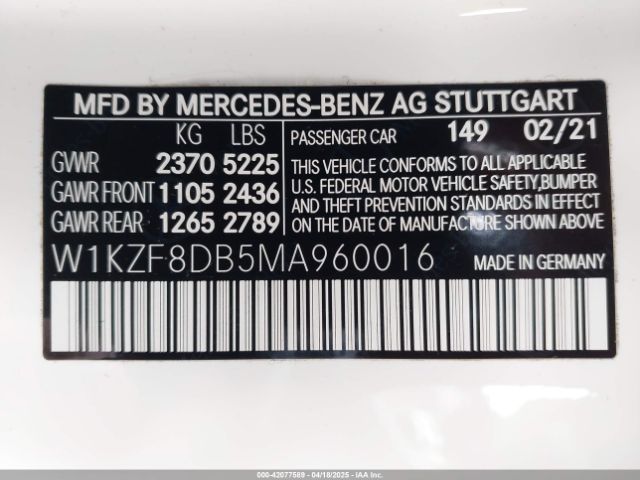 MFD BY MERCEDES-BENZ AG STUTTGART
KG LBS
GVWR 2370 5225
GAWR FRONT 1105 2436
GAWR REAR 1265 2789
PASSENGER CAR 149 02/21
THIS VEHICLE CONFORMS TO ALL APPLICABLE
U.S. FEDERAL MOTOR VEHICLE SAFETY,BUMPER
AND THEFT PREVENTION STANDARDS IN EFFECT
ON THE DATE OF MANUFACTURE SHOWN ABOVE
W1KZF8DB5MA960016 MADE IN GERMANY
000-42077589 - 04/18/2025 - IAAI.com